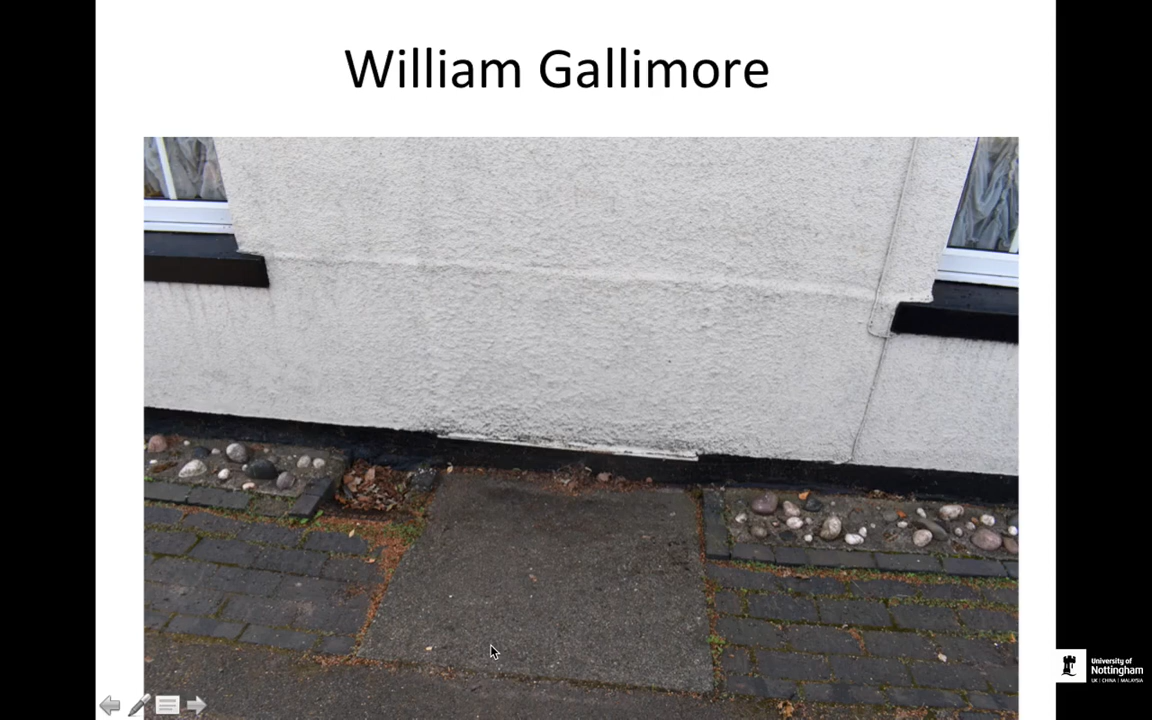 William Gallimore
University of
Nottingham
UK | CHINA | MALAYSIA